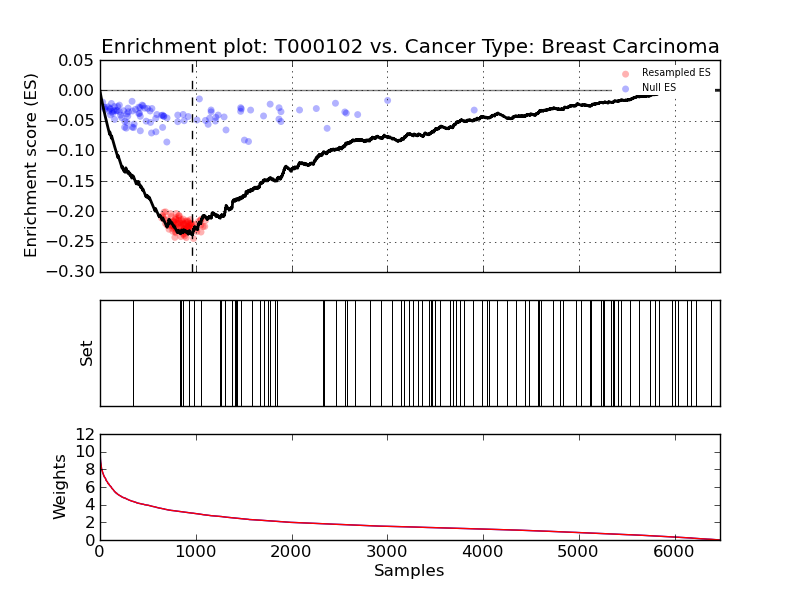 Enrichment plot: T000102 vs. Cancer Type: Breast Carcinoma
Enrichment score (ES)
0.05
0.00
−0.05
−0.10
−0.15
−0.20
−0.25
−0.30
Resampled ES
Null ES
Set
Weights
12
10
8
6
4
2
0
0 1000 2000 3000 4000 5000 6000
Samples